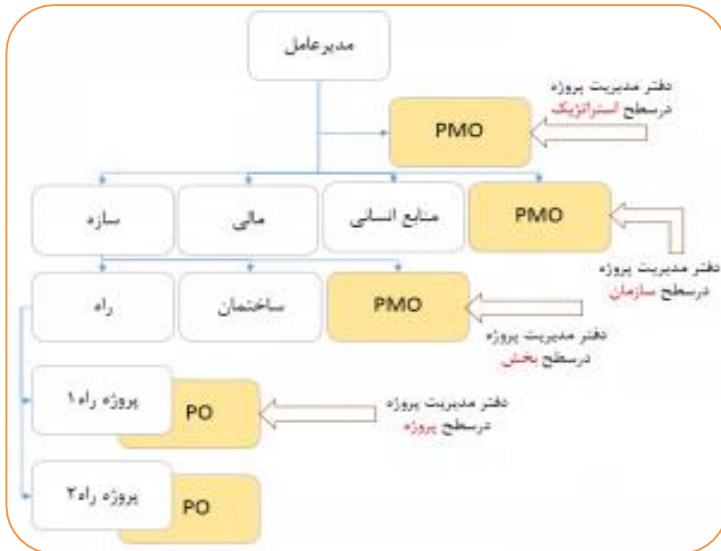 مدیرعامل
دفتر مدیریت پروژه
درسطح استراتژیک
PMO
سازه
مالی
منابع انسانی
PMO
دفتر مدیریت پروژه
درسطح سازمان
راه
ساختمان
PMO
دفتر مدیریت پروژه
درسطح بخش
پروژه راه۱
PO
دفتر مدیریت پروژه
درسطح پروژه
پروژه راه۲
PO